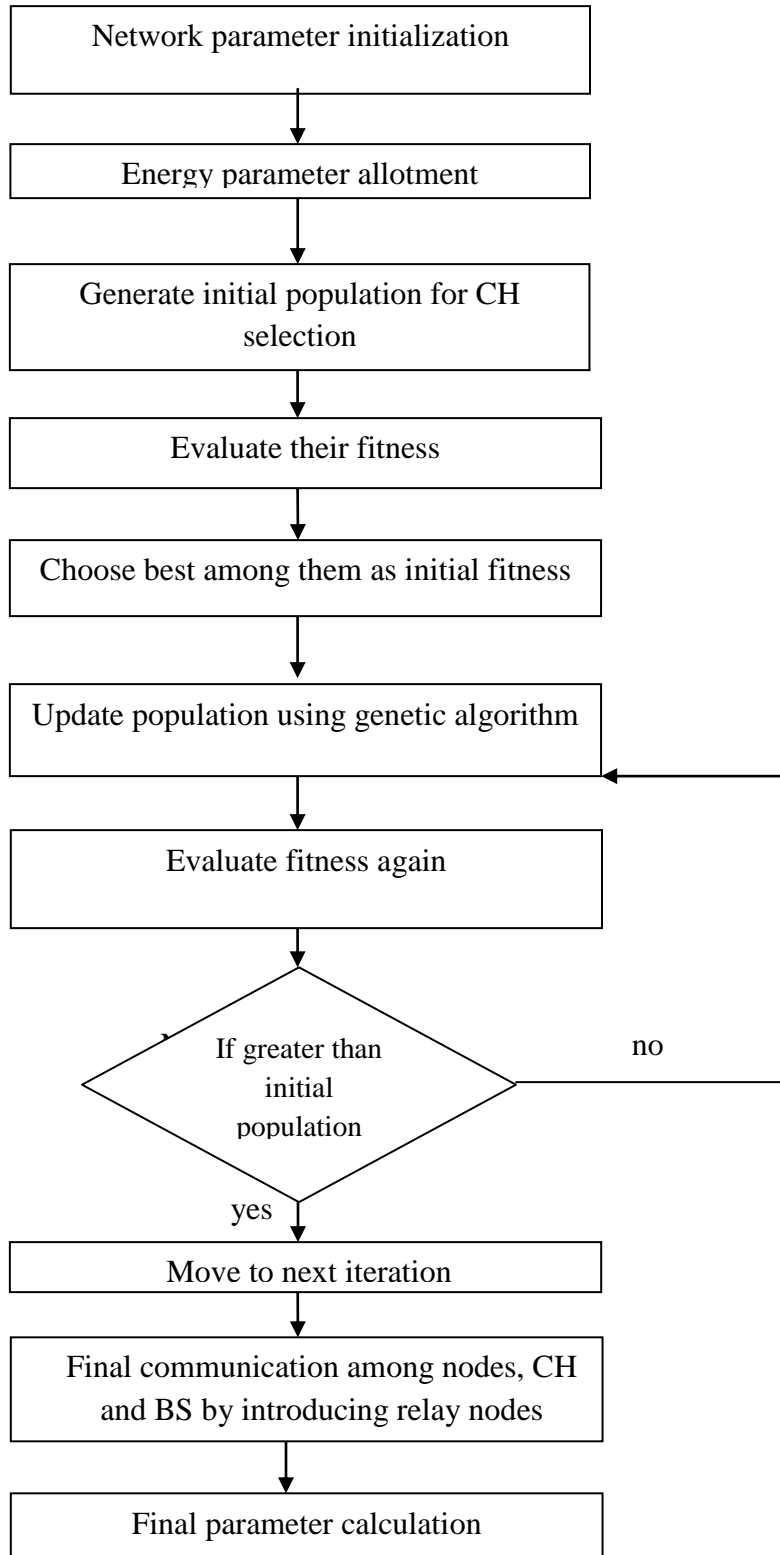 Network parameter initialization
Energy parameter allotment
Generate initial population for CH
selection
Evaluate their fitness
Choose best among them as initial fitness
Update population using genetic algorithm
Evaluate fitness again
If greater than
initial
population
no
yes
Move to next iteration
Final communication among nodes, CH
and BS by introducing relay nodes
Final parameter calculation